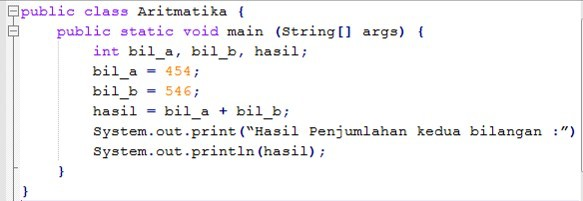 public class Aritmatika {
public static void main (String[] args) {
int bil_a, bil_b, hasil;
bil_a = 454;
bil_b = 546;
hasil = bil_a + bil_b;
System.out.print(“Hasil Penjumlahan kedua bilangan :”)
System.out.println(hasil);
}
}